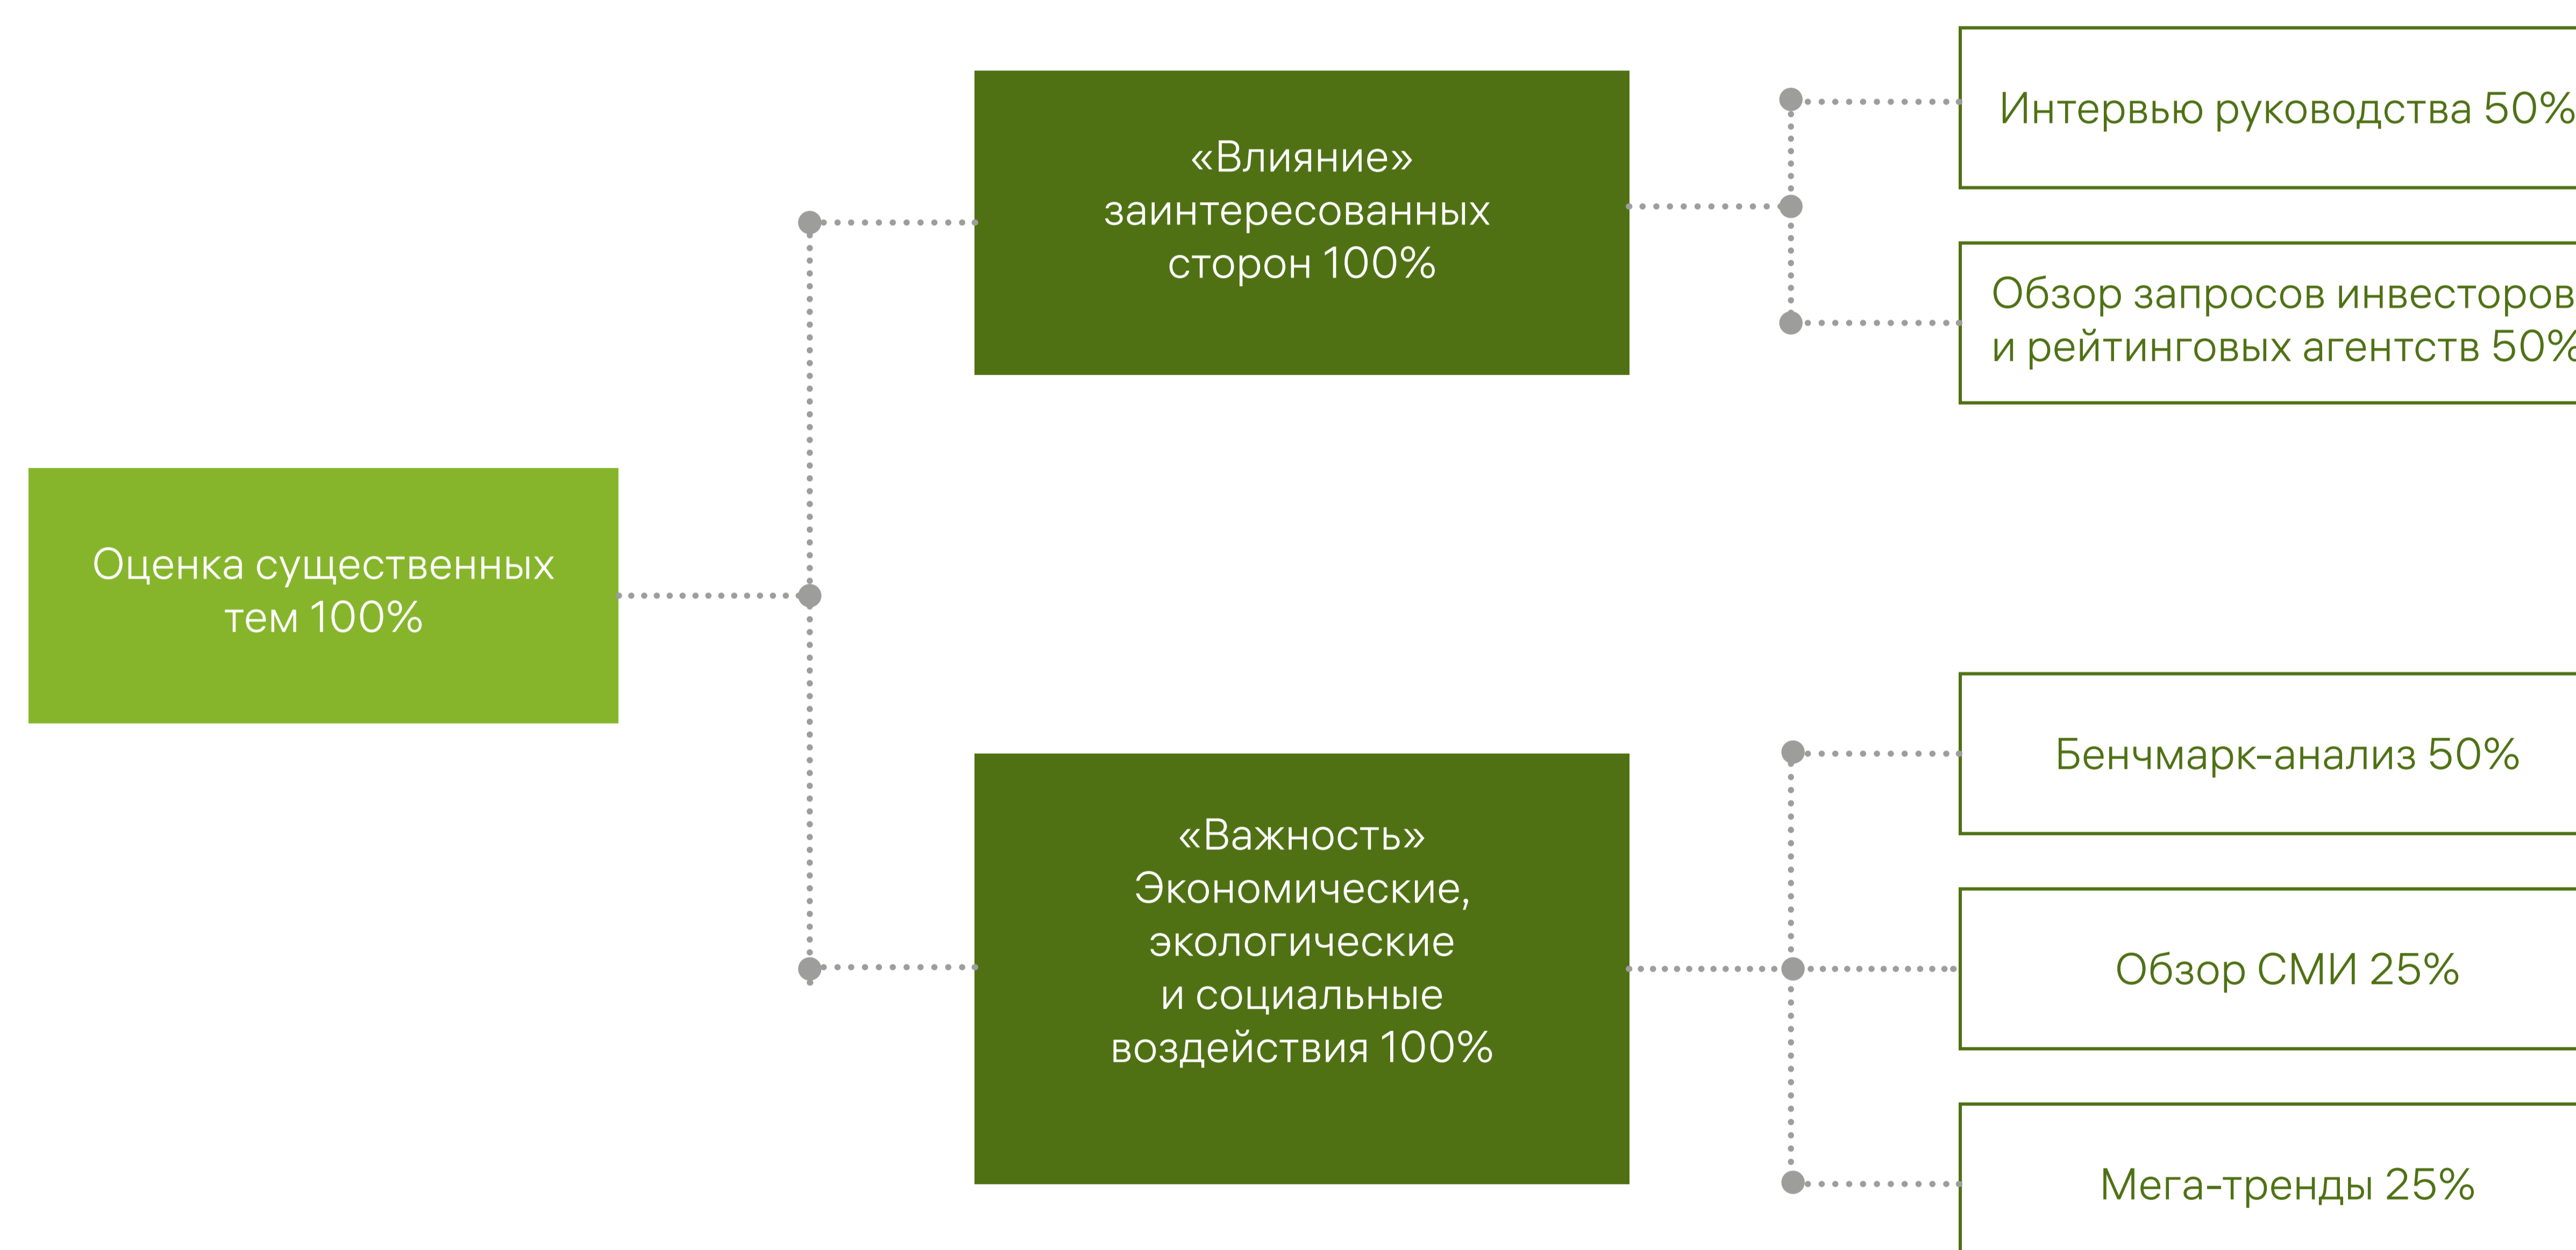 Оценка существенных
тем 100%
«Влияние»
заинтересованных
сторон 100%
Интервью руководства 50%
Обзор запросов инвесторов
и рейтинговых агентств 50%
«Важность»
Экономические,
экологические
и социальные
воздействия 100%
Бенчмарк-анализ 50%
Обзор СМИ 25%
Мега-тренды 25%